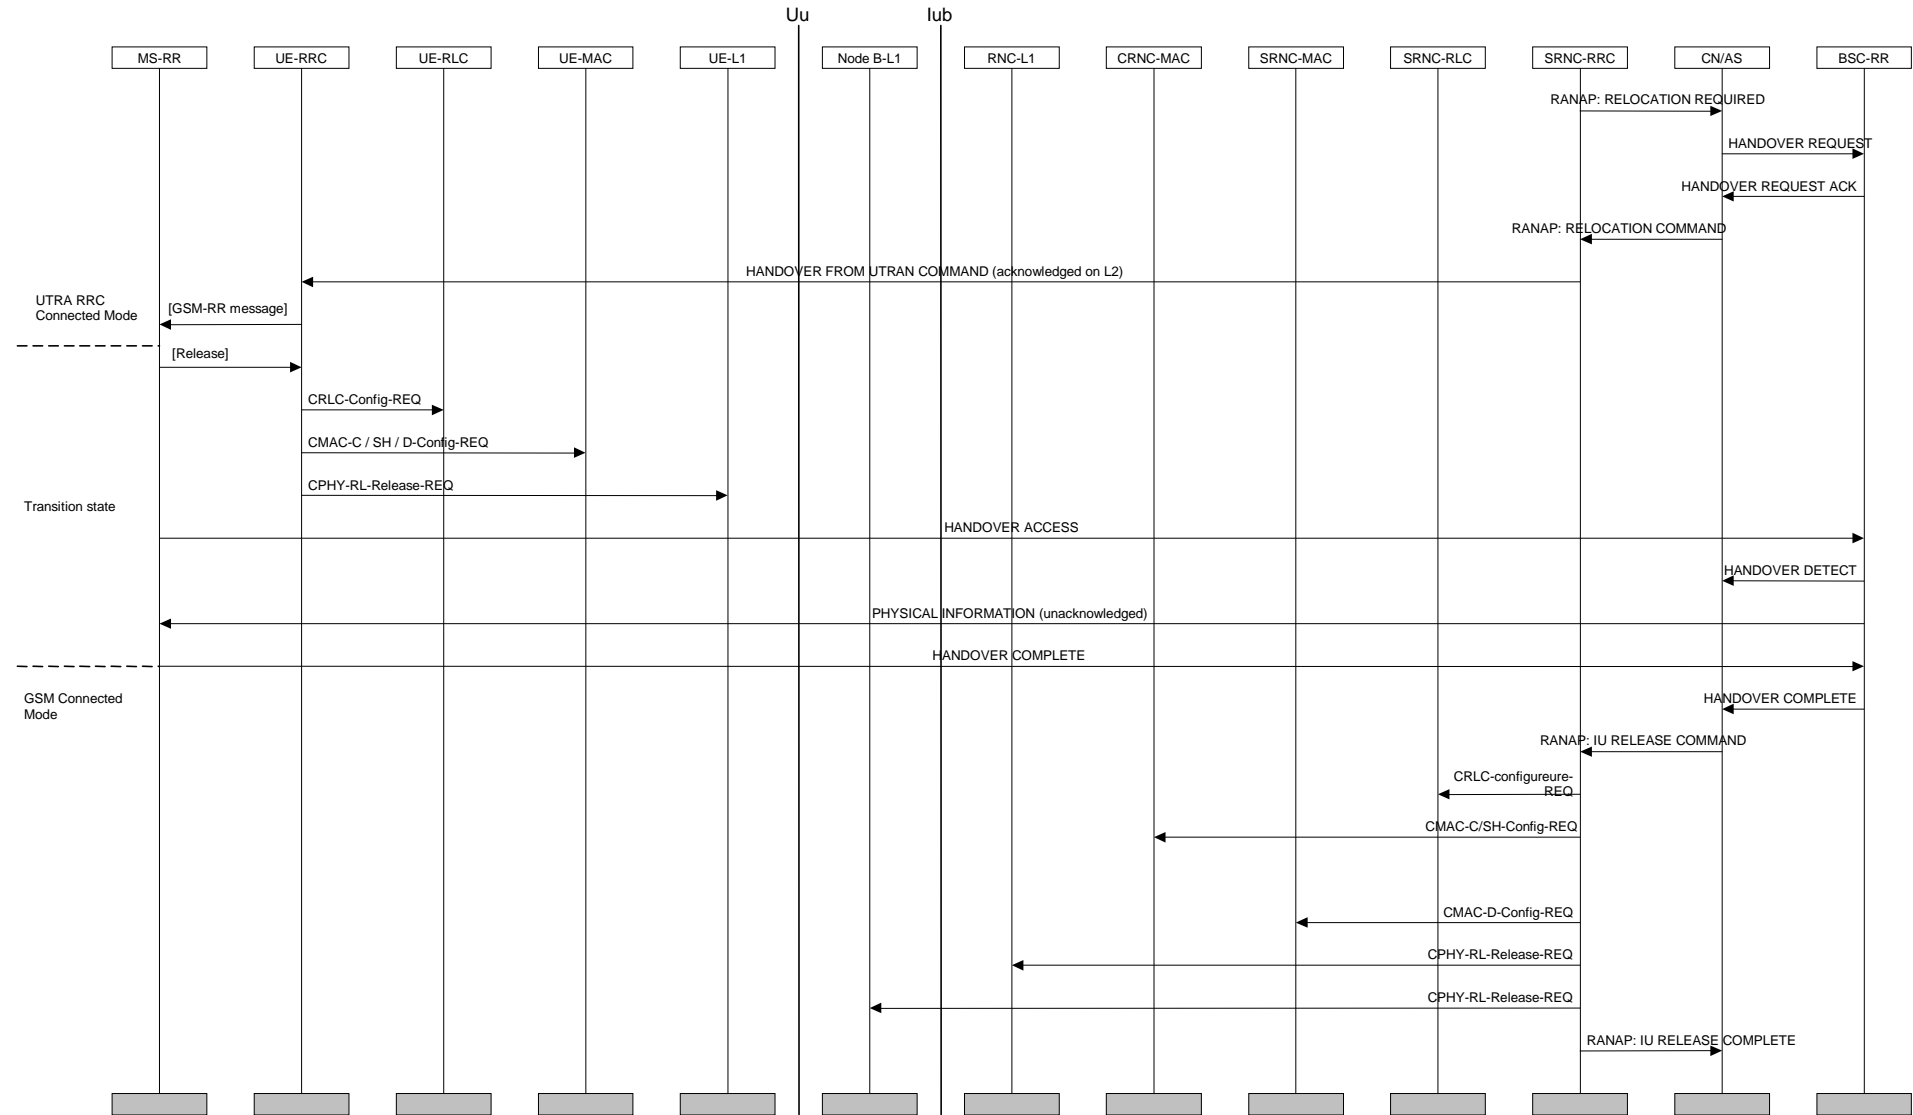 Uu
Iub
MS-RR
UE-RRC
UE-RLC
UE-MAC
UE-L1
Node B-L1
RNC-L1
CRNC-MAC
SRNC-MAC
SRNC-RLC
SRNC-RRC
CN/AS
BSC-RR
RANAP: RELOCATION REQUIRED
HANDOVER REQUEST
HANDOVER REQUEST ACK
RANAP: RELOCATION COMMAND
HANDOVER FROM UTRAN COMMAND (acknowledged on L2)
UTRA RRC
Connected Mode
[GSM-RR message]
[Release]
CRLC-Config-REQ
CMAC-C / SH / D-Config-REQ
CPHY-RL-Release-REQ
Transition state
HANDOVER ACCESS
HANDOVER DETECT
PHYSICAL INFORMATION (unacknowledged)
HANDOVER COMPLETE
GSM Connected
Mode
HANDOVER COMPLETE
RANAP: IU RELEASE COMMAND
CRLC-configureure-
REQ
CMAC-C/SH-Config-REQ
CMAC-D-Config-REQ
CPHY-RL-Release-REQ
CPHY-RL-Release-REQ
RANAP: IU RELEASE COMPLETE